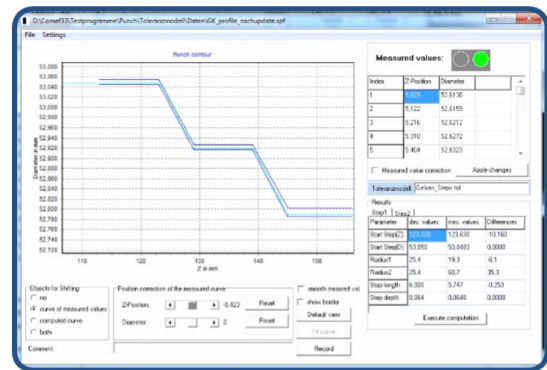 D:\Comef33\Testprogramme\Punch\Toleranzmodell\Daten\GK_profile_nachupdate.spf
File Settings
Punch contour
Measured values:
Index Z-Position Diameter
1 5,029 52,6130
2 5,122 52,6155
3 5,216 52,6212
4 5,310 52,6272
5 5,404 52,6323
Measured value correction Apply changes
Toleranzmodell Gelsen_Steps.tol
Results
Step1 Step2
Parameter des. values mes. values Differences
Start Step(Z) 123.630 -10,160
Start Step(D) 53,050 53,0483 0,0000
Radius1 25,4 19,3 -6.1
Radius2 25,4 60,7 35,3
Step length 6.000 5,747 -0,253
Step depth 0,064 0,0640 0,0000
Execute computation
53,080
53,060
53,040
53,020
53,000
52,980
52,960
52,940
52,920
52,900
52,880
52,860
52,840
52,820
52,800
52,780
52,760
52,740
52,720
Diameter in mm
110 120 130 140 150
Z in mm
Objects for Shifting
no
curve of measured values
computed curve
both
Position correction of the measured curve
Z-Position: -0,423 Reset
Diameter: 0 Reset
smooth measured val.
show border
Default view
Fit curve
Record
Comment: